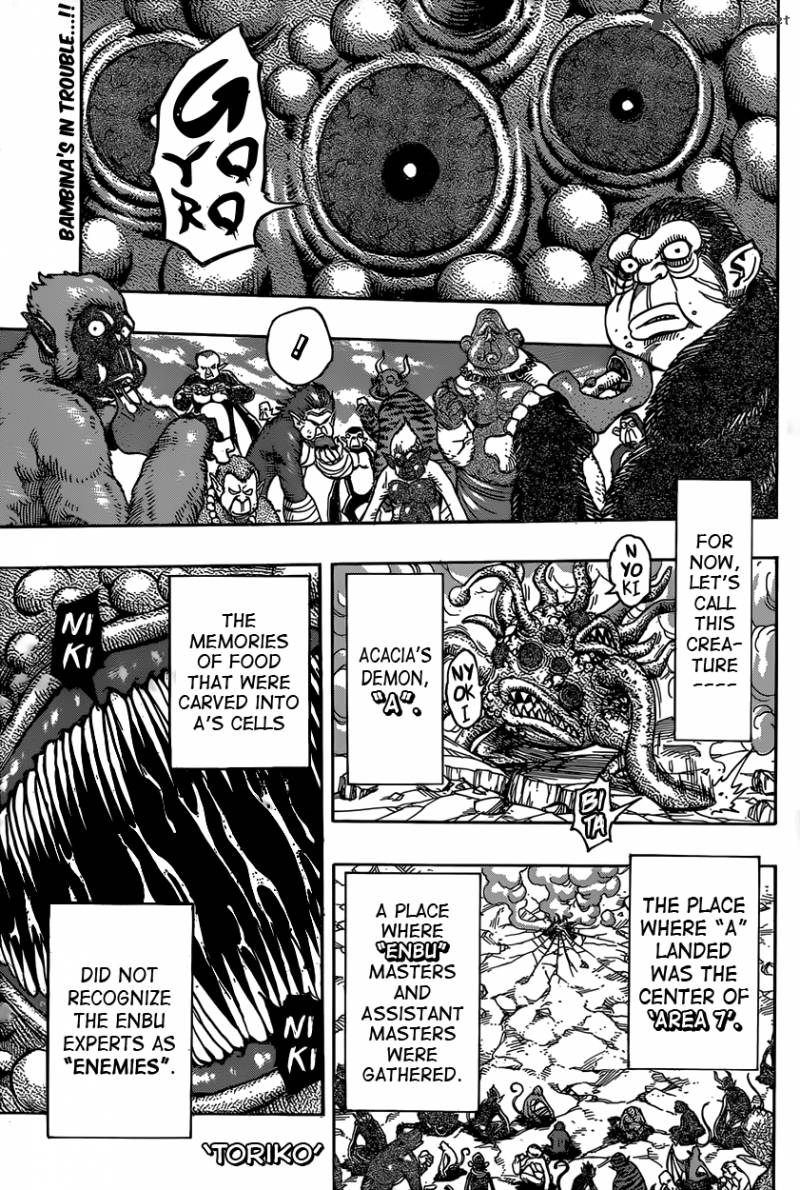 BAMBINA'S IN TROUBLE...!!
GYORO
!
FOR
NOW,
LET'S
CALL
THIS
CREA-
TURE
----
NYOKI
NYOKI
BITA
ACACIA'S
DEMON,
"A".
THE
MEMORIES
OF FOOD
THAT WERE
CARVED INTO
A'S CELLS
NIKI
NIKI
DID NOT
RECOGNIZE
THE ENBU
EXPERTS AS
"ENEMIES".
THE PLACE
WHERE "A"
LANDED
WAS THE
CENTER OF
'AREA 7'.
A PLACE
WHERE
"ENBU"
MASTERS
AND
ASSISTANT
MASTERS
WERE
GATHERED.
'TORIKO'